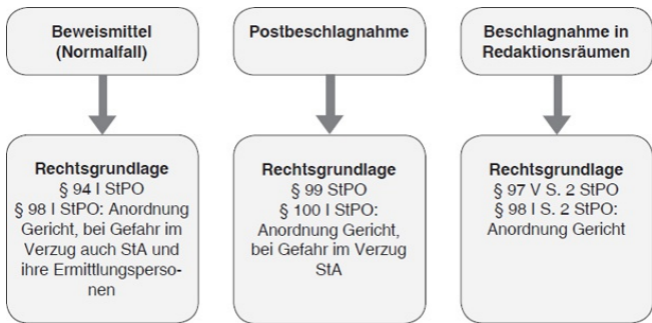 Beweismittel
(Normalfall)
Postbeschlagnahme
Beschlagnahme in
Redaktionsräumen
Rechtsgrundlage
§ 94 I StPO
§ 98 I StPO: Anordnung
Gericht, bei Gefahr im
Verzug auch StA und
ihre Ermittlungsperso-
nen
Rechtsgrundlage
§ 99 StPO
§ 100 I StPO:
Anordnung Gericht,
bei Gefahr im Verzug
StA
Rechtsgrundlage
§ 97 V S. 2 StPO
§ 98 I S. 2 StPO:
Anordnung Gericht